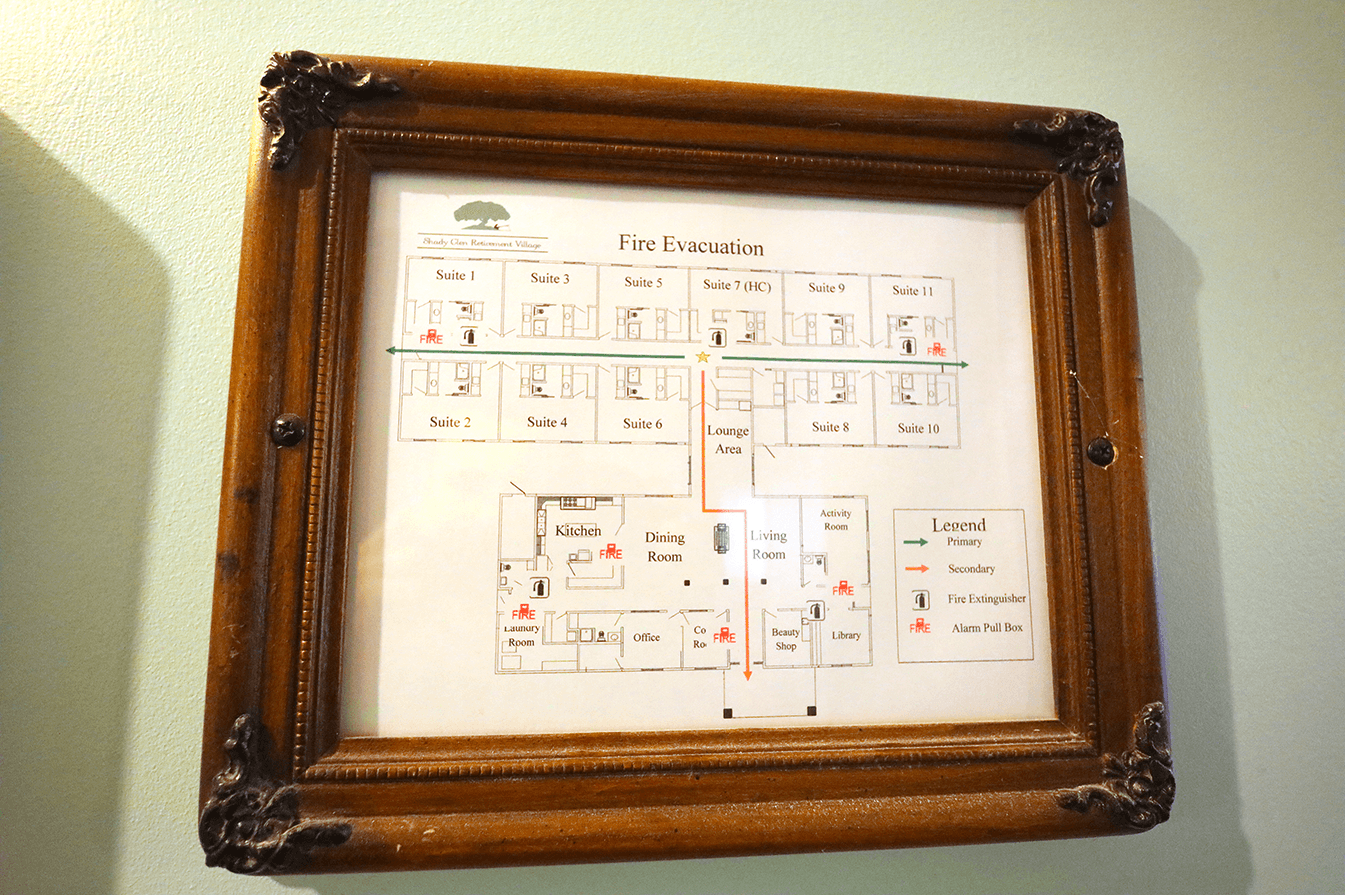 Shady Glen Retirement Village
Fire Evacuation
Suite 1
Suite 3
Suite 5
Suite 7 (HC)
Suite 9
Suite 11
FIRE
FIRE
Suite 2
Suite 4
Suite 6
Lounge
Area
Suite 8
Suite 10
Kitchen
FIRE
Dining
Room
Living
Room
Activity
Room
FIRE
FIRE
Laundry
Room
Office
Co
Ro
FIRE
Beauty
Shop
Library
Legend
Primary
Secondary
Fire Extinguisher
FIRE
Alarm Pull Box